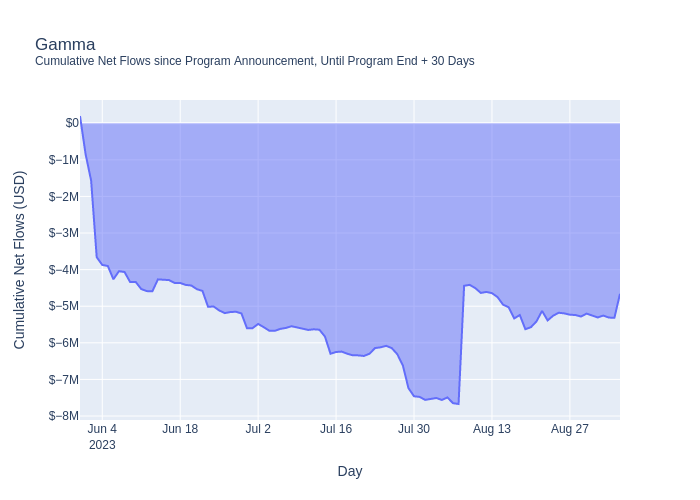 Gamma
Cumulative Net Flows since Program Announcement, Until Program End + 30 Days
Cumulative Net Flows (USD)
$0
$−1M
$−2M
$−3M
$−4M
$−5M
$−6M
$−7M
$−8M
Jun 4
2023
Jun 18
Jul 2
Jul 16
Jul 30
Aug 13
Aug 27
Day